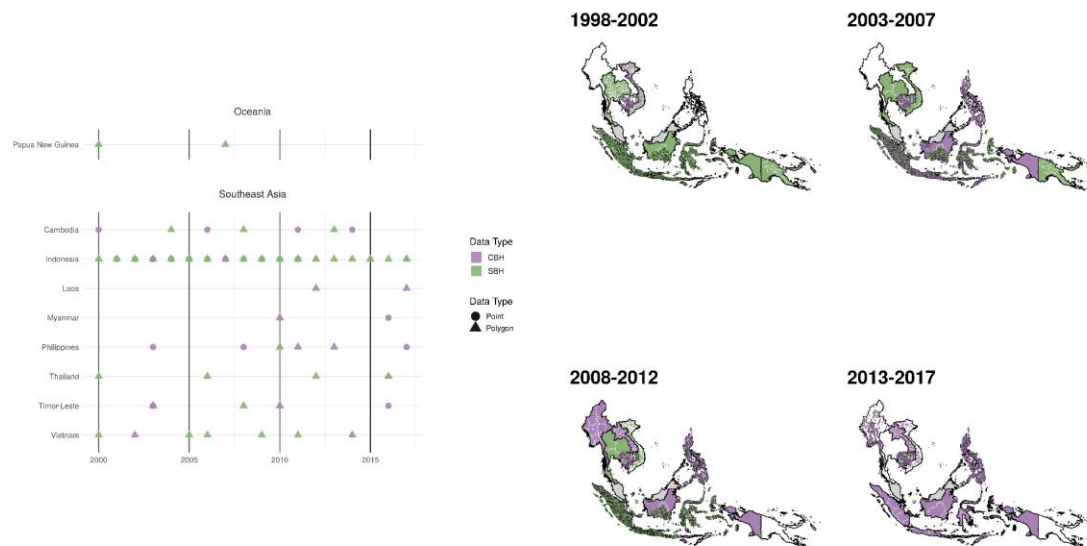 Oceania
Papua New Guinea
Southeast Asia
Cambodia
Indonesia
Laos
Myanmar
Philippines
Thailand
Timor-Leste
Vietnam
2000
2005
2010
2015
Data Type
CBH
SBH
Data Type
Point
Polygon
1998-2002
2003-2007
2008-2012
2013-2017